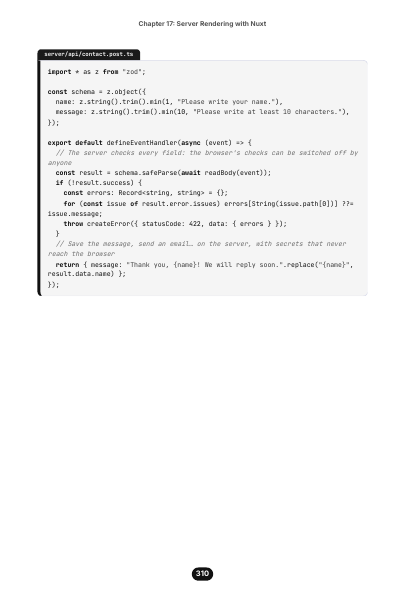 Chapter 17: Server Rendering with Nuxt
server/api/contact.post.ts
import * as z from "zod";
const schema = z.object({
  name: z.string().trim().min(1, "Please write your name."),
  message: z.string().trim().min(10, "Please write at least 10 characters."),
});
export default defineEventHandler(async (event) => {
  // The server checks every field: the browser's checks can be switched off by
anyone
  const result = schema.safeParse(await readBody(event));
  if (!result.success) {
    const errors: Record<string, string> = {};
    for (const issue of result.error.issues) errors[String(issue.path[0])] ??=
issue.message;
    throw createError({ statusCode: 422, data: { errors } });
  }
  // Save the message, send an email… on the server, with secrets that never
reach the browser
  return { message: "Thank you, {name}! We will reply soon.".replace("{name}",
result.data.name) };
});
310